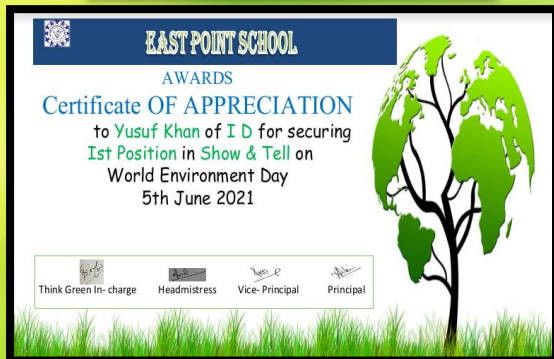 EAST POINT SCHOOL
AWARDS
Certificate OF APPRECIATION
to Yusuf Khan of I D for securing
Ist Position in Show & Tell on
World Environment Day
5th June 2021
Think Green In- charge Headmistress Vice- Principal Principal